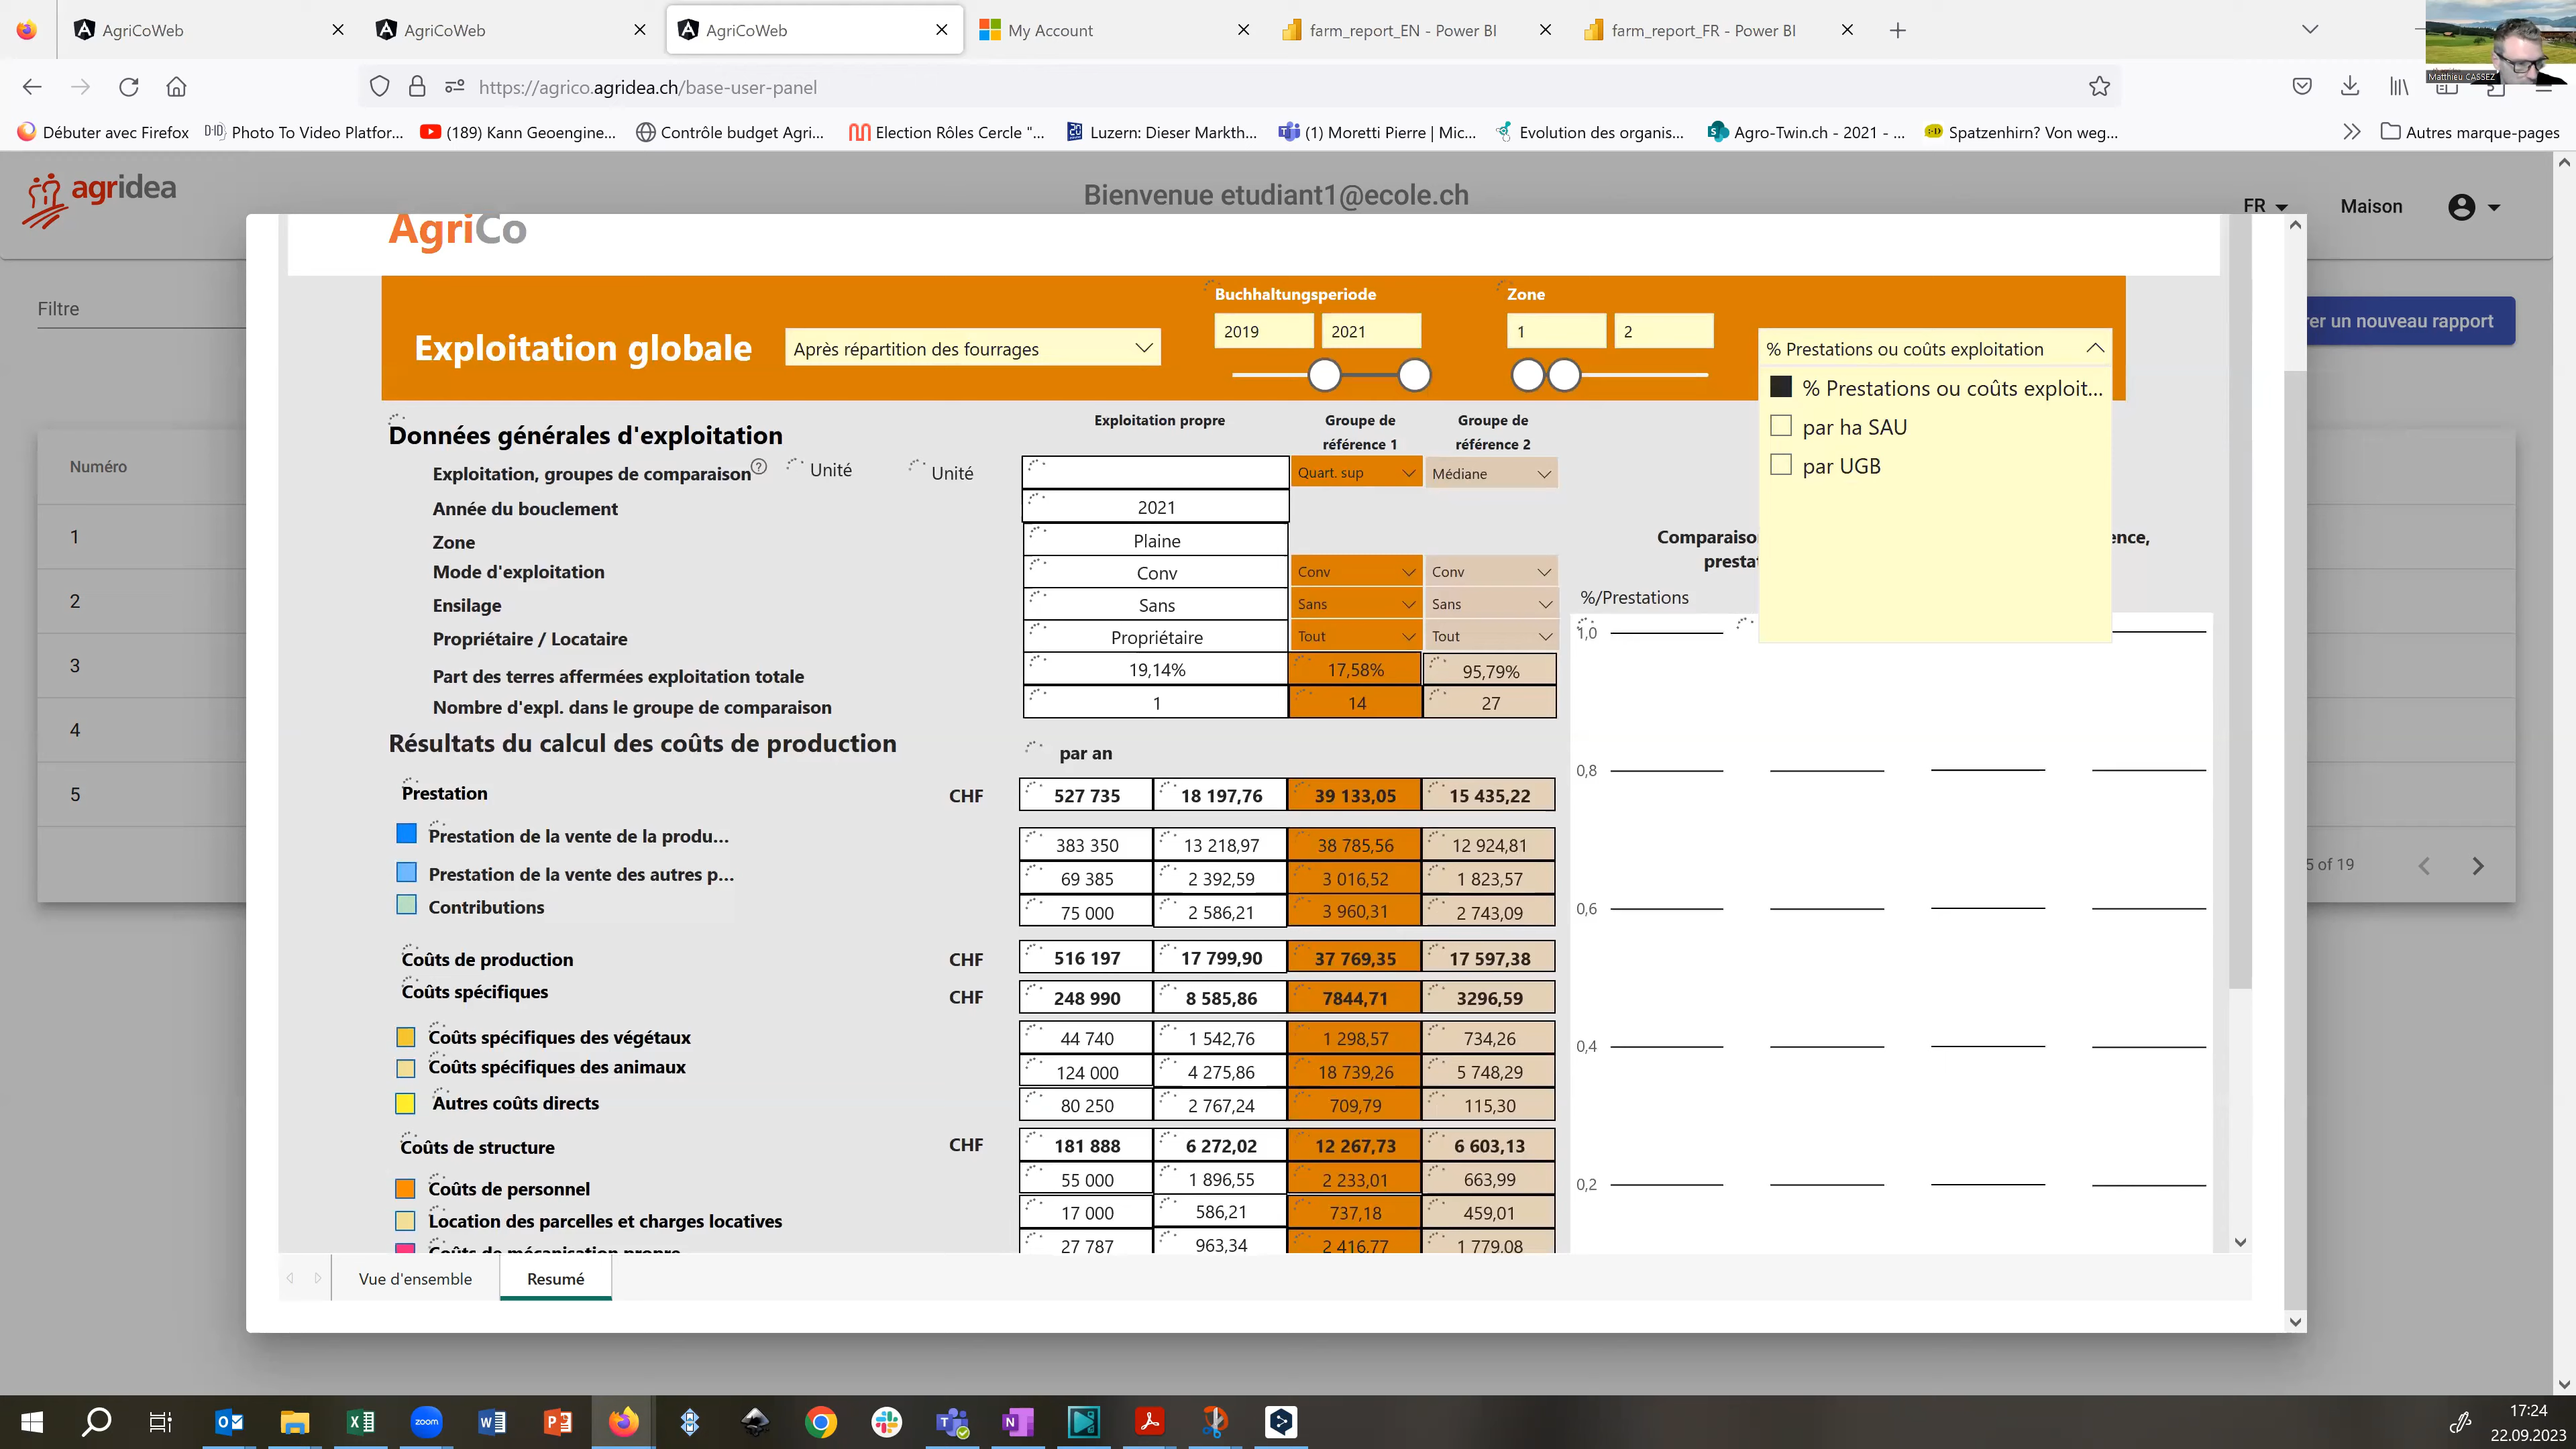 AgriCoWeb AgriCoWeb AgriCoWeb My Account farm_report_EN - Power BI farm_report_FR - Power BI
https://agrico.agridea.ch/base-user-panel
Matthieu CASSEZ
Débuter avec Firefox Photo To Video Platfor... (189) Kann Geoengine... Contrôle budget Agri... Election Rôles Cercle "... Luzern: Dieser Markth... (1) Moretti Pierre | Mic... Evolution des organis... Agro-Twin.ch - 2021 - ... Spatzenhirn? Von weg... Autres marque-pages
agridea
Bienvenue etudiant1@ecole.ch
FR Maison
AgriCo
Filtre
rer un nouveau rapport
Exploitation globale
Après répartition des fourrages
Buchhaltungsperiode
2019 2021
Zone
1 2
% Prestations ou coûts exploitation
% Prestations ou coûts exploit...
par ha SAU
par UGB
Numéro
1
2
3
4
5
5 of 19
Données générales d'exploitation
Exploitation propre Groupe de référence 1 Groupe de référence 2
Exploitation, groupes de comparaison ? Unité Unité Quart. sup Médiane
Année du bouclement 2021
Zone Plaine
Mode d'exploitation Conv Conv Conv
Ensilage Sans Sans Sans
Propriétaire / Locataire Propriétaire Tout Tout
Part des terres affermées exploitation totale 19,14% 17,58% 95,79%
Nombre d'expl. dans le groupe de comparaison 1 14 27
Résultats du calcul des coûts de production par an
Prestation CHF 527 735 18 197,76 39 133,05 15 435,22
Prestation de la vente de la produ... 383 350 13 218,97 38 785,56 12 924,81
Prestation de la vente des autres p... 69 385 2 392,59 3 016,52 1 823,57
Contributions 75 000 2 586,21 3 960,31 2 743,09
Coûts de production CHF 516 197 17 799,90 37 769,35 17 597,38
Coûts spécifiques CHF 248 990 8 585,86 7844,71 3296,59
Coûts spécifiques des végétaux 44 740 1 542,76 1 298,57 734,26
Coûts spécifiques des animaux 124 000 4 275,86 18 739,26 5 748,29
Autres coûts directs 80 250 2 767,24 709,79 115,30
Coûts de structure CHF 181 888 6 272,02 12 267,73 6 603,13
Coûts de personnel 55 000 1 896,55 2 233,01 663,99
Location des parcelles et charges locatives 17 000 586,21 737,18 459,01
Coûts de mécanisation propre 27 787 963,34 2 416,77 1 779,08
Comparaiso ence,
presta
%/Prestations
1,0
0,8
0,6
0,4
0,2
Vue d'ensemble Resumé
17:24
22.09.2023